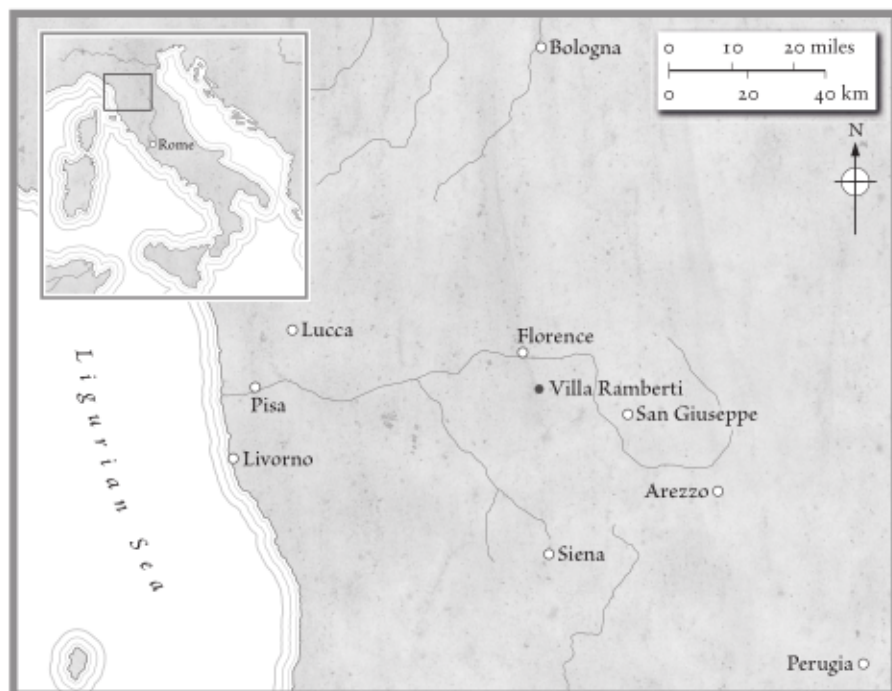 Bologna
0 10 20 miles
0 20 40 km
N
Rome
Lucca
Florence
Villa Ramberti
Pisa
San Giuseppe
Livorno
Arezzo
Siena
Ligurian Sea
Perugia